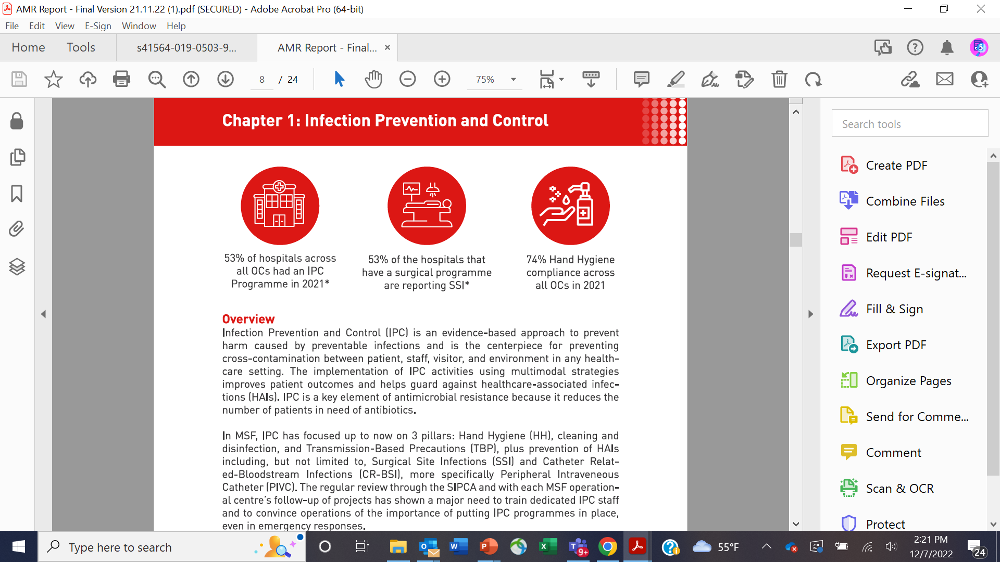 AMR Report - Final Version 21.11.22 (1).pdf (SECURED) - Adobe Acrobat Pro (64-bit)
File Edit View E-Sign Window Help
Home Tools s41564-019-0503-9... AMR Report - Final... ×
8 / 24 75%
Chapter 1: Infection Prevention and Control
53% of hospitals across
all OCs had an IPC
Programme in 2021*
53% of the hospitals that
have a surgical programme
are reporting SSI*
74% Hand Hygiene
compliance across
all OCs in 2021
Overview
Infection Prevention and Control (IPC) is an evidence-based approach to prevent
harm caused by preventable infections and is the centerpiece for preventing
cross-contamination between patient, staff, visitor, and environment in any health-
care setting. The implementation of IPC activities using multimodal strategies
improves patient outcomes and helps guard against healthcare-associated infec-
tions (HAIs). IPC is a key element of antimicrobial resistance because it reduces the
number of patients in need of antibiotics.
In MSF, IPC has focused up to now on 3 pillars: Hand Hygiene (HH), cleaning and
disinfection, and Transmission-Based Precautions (TBP), plus prevention of HAIs
including, but not limited to, Surgical Site Infections (SSI) and Catheter Relat-
ed-Bloodstream Infections (CR-BSI), more specifically Peripheral Intraveneous
Catheter (PIVC). The regular review through the SIPCA and with each MSF operation-
al centre's follow-up of projects has shown a major need to train dedicated IPC staff
and to convince operations of the importance of putting IPC programmes in place,
even in emergency responses.
Search tools
Create PDF
Combine Files
Edit PDF
Request E-signat...
Fill & Sign
Export PDF
Organize Pages
Send for Comme...
Comment
Scan & OCR
Protect
Type here to search
9+
55°F
2:21 PM
12/7/2022
24